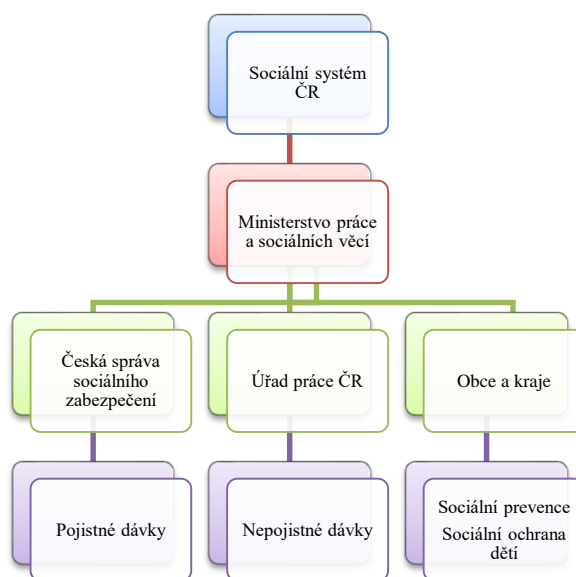 Sociální systém
ČR
Ministerstvo práce
a sociálních věcí
Česká správa
sociálního
zabezpečení
Úřad práce ČR
Obce a kraje
Pojistné dávky
Nepojistné dávky
Sociální prevence
Sociální ochrana
dětí